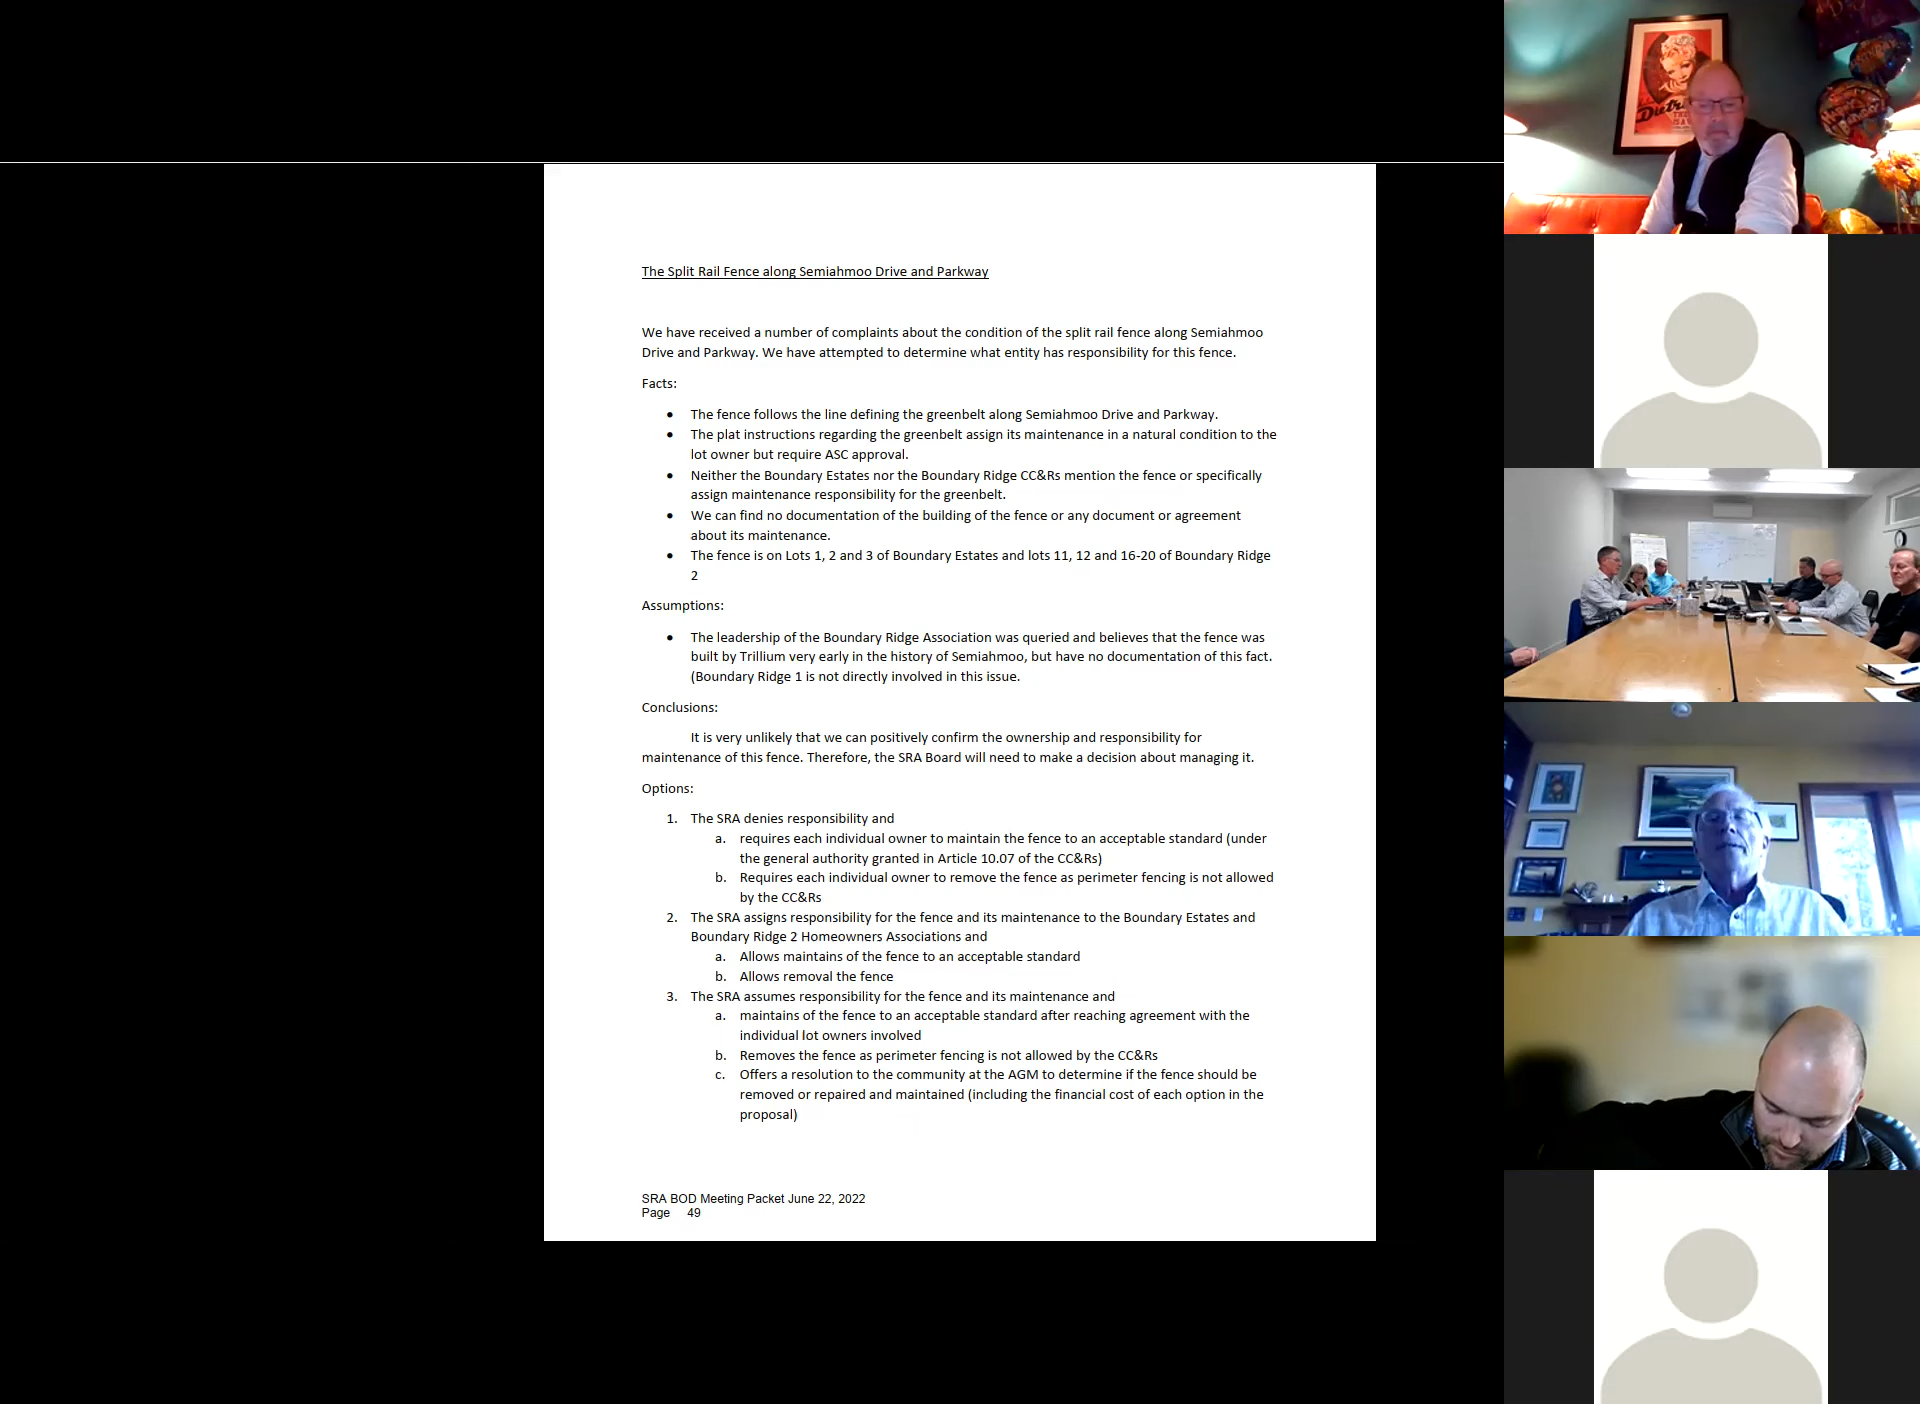 The Split Rail Fence along Semiahmoo Drive and Parkway
We have received a number of complaints about the condition of the split rail fence along Semiahmoo
Drive and Parkway. We have attempted to determine what entity has responsibility for this fence.
Facts:
• The fence follows the line defining the greenbelt along Semiahmoo Drive and Parkway.
• The plat instructions regarding the greenbelt assign its maintenance in a natural condition to the
lot owner but require ASC approval.
• Neither the Boundary Estates nor the Boundary Ridge CC&Rs mention the fence or specifically
assign maintenance responsibility for the greenbelt.
• We can find no documentation of the building of the fence or any document or agreement
about its maintenance.
• The fence is on Lots 1, 2 and 3 of Boundary Estates and lots 11, 12 and 16-20 of Boundary Ridge
2
Assumptions:
• The leadership of the Boundary Ridge Association was queried and believes that the fence was
built by Trillium very early in the history of Semiahmoo, but have no documentation of this fact.
(Boundary Ridge 1 is not directly involved in this issue.
Conclusions:
It is very unlikely that we can positively confirm the ownership and responsibility for
maintenance of this fence. Therefore, the SRA Board will need to make a decision about managing it.
Options:
1. The SRA denies responsibility and
a. requires each individual owner to maintain the fence to an acceptable standard (under
the general authority granted in Article 10.07 of the CC&Rs)
b. Requires each individual owner to remove the fence as perimeter fencing is not allowed
by the CC&Rs
2. The SRA assigns responsibility for the fence and its maintenance to the Boundary Estates and
Boundary Ridge 2 Homeowners Associations and
a. Allows maintains of the fence to an acceptable standard
b. Allows removal the fence
3. The SRA assumes responsibility for the fence and its maintenance and
a. maintains of the fence to an acceptable standard after reaching agreement with the
individual lot owners involved
b. Removes the fence as perimeter fencing is not allowed by the CC&Rs
c. Offers a resolution to the community at the AGM to determine if the fence should be
removed or repaired and maintained (including the financial cost of each option in the
proposal)
SRA BOD Meeting Packet June 22, 2022
Page 49